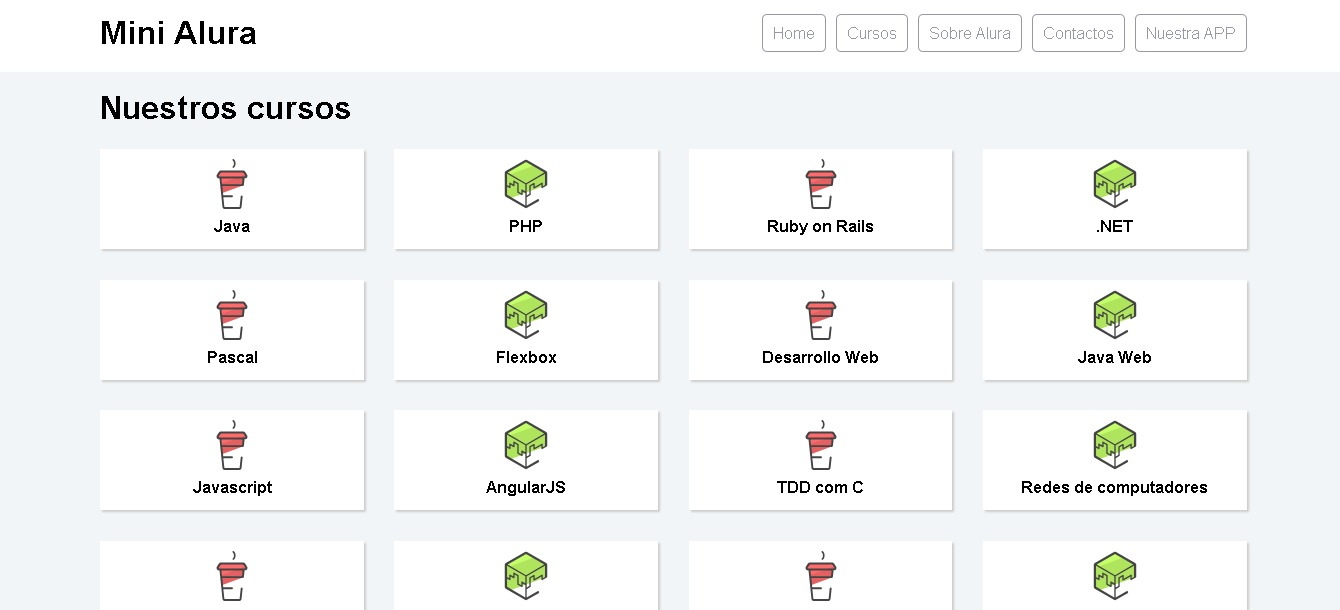 Mini Alura
Home Cursos Sobre Alura Contactos Nuestra APP
Nuestros cursos
Java PHP Ruby on Rails .NET
Pascal Flexbox Desarrollo Web Java Web
Javascript AngularJS TDD com C Redes de computadores